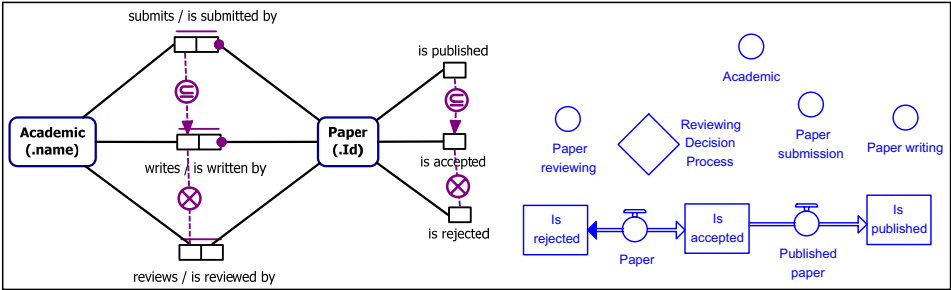 submits / is submitted by
is published
Academic
(.name)
Paper
(.Id)
writes / is written by
is accepted
is rejected
reviews / is reviewed by
Academic
Paper
reviewing
Reviewing
Decision
Process
Paper
submission
Paper writing
Is
rejected
Paper
Is
accepted
Published
paper
Is
published